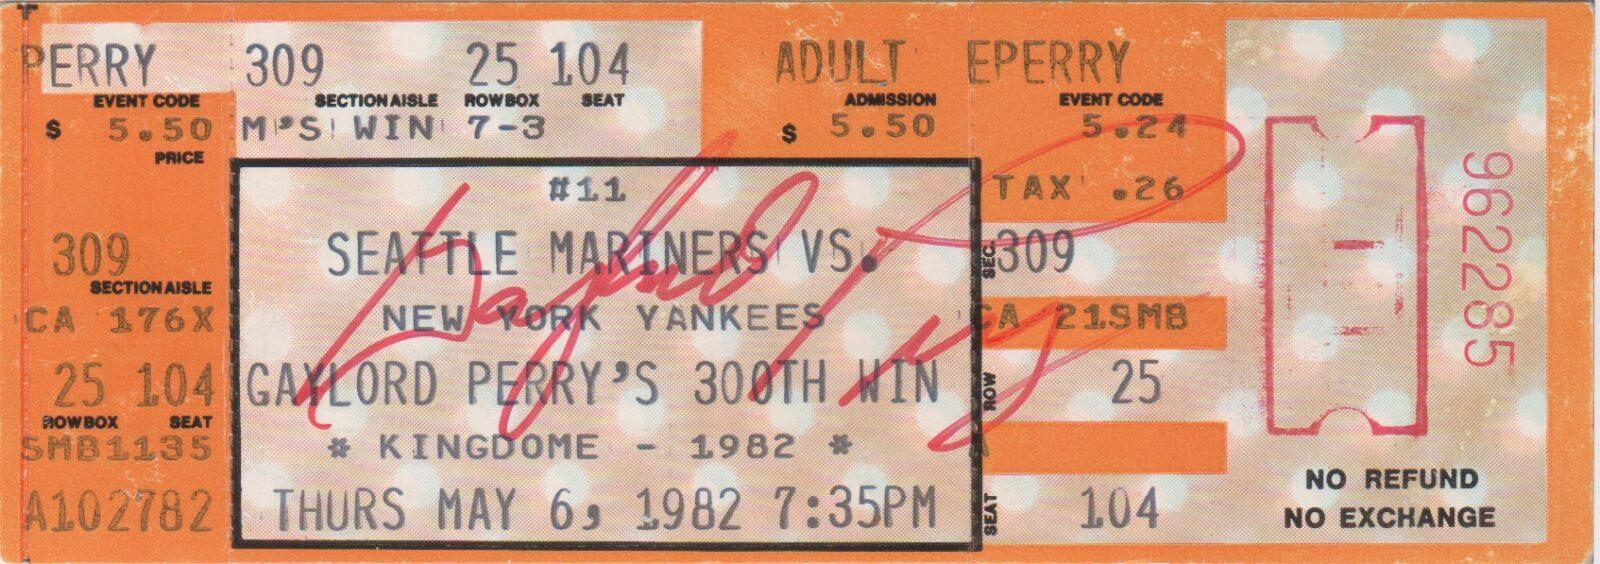 PERRY 309 25 104 ADULT EPERRY
EVENT CODE SECTION/AISLE ROW/BOX SEAT ADMISSION EVENT CODE
$ 5.50 M'S WIN 7-3 $ 5.50 5.24
PRICE
#11
TAX .26
SEATTLE MARINERS VS.
NEW YORK YANKEES
GAYLORD PERRY'S 300TH WIN
* KINGDOME - 1982 *
THURS MAY 6, 1982 7:35PM
Gaylord Perry
309
SECTION/AISLE
CA 176X
25 104
ROW/BOX SEAT
SMB1135
A102782
SEC. 309
CA 21SMB
ROW 25
A
SEAT 104
962285
NO REFUND
NO EXCHANGE